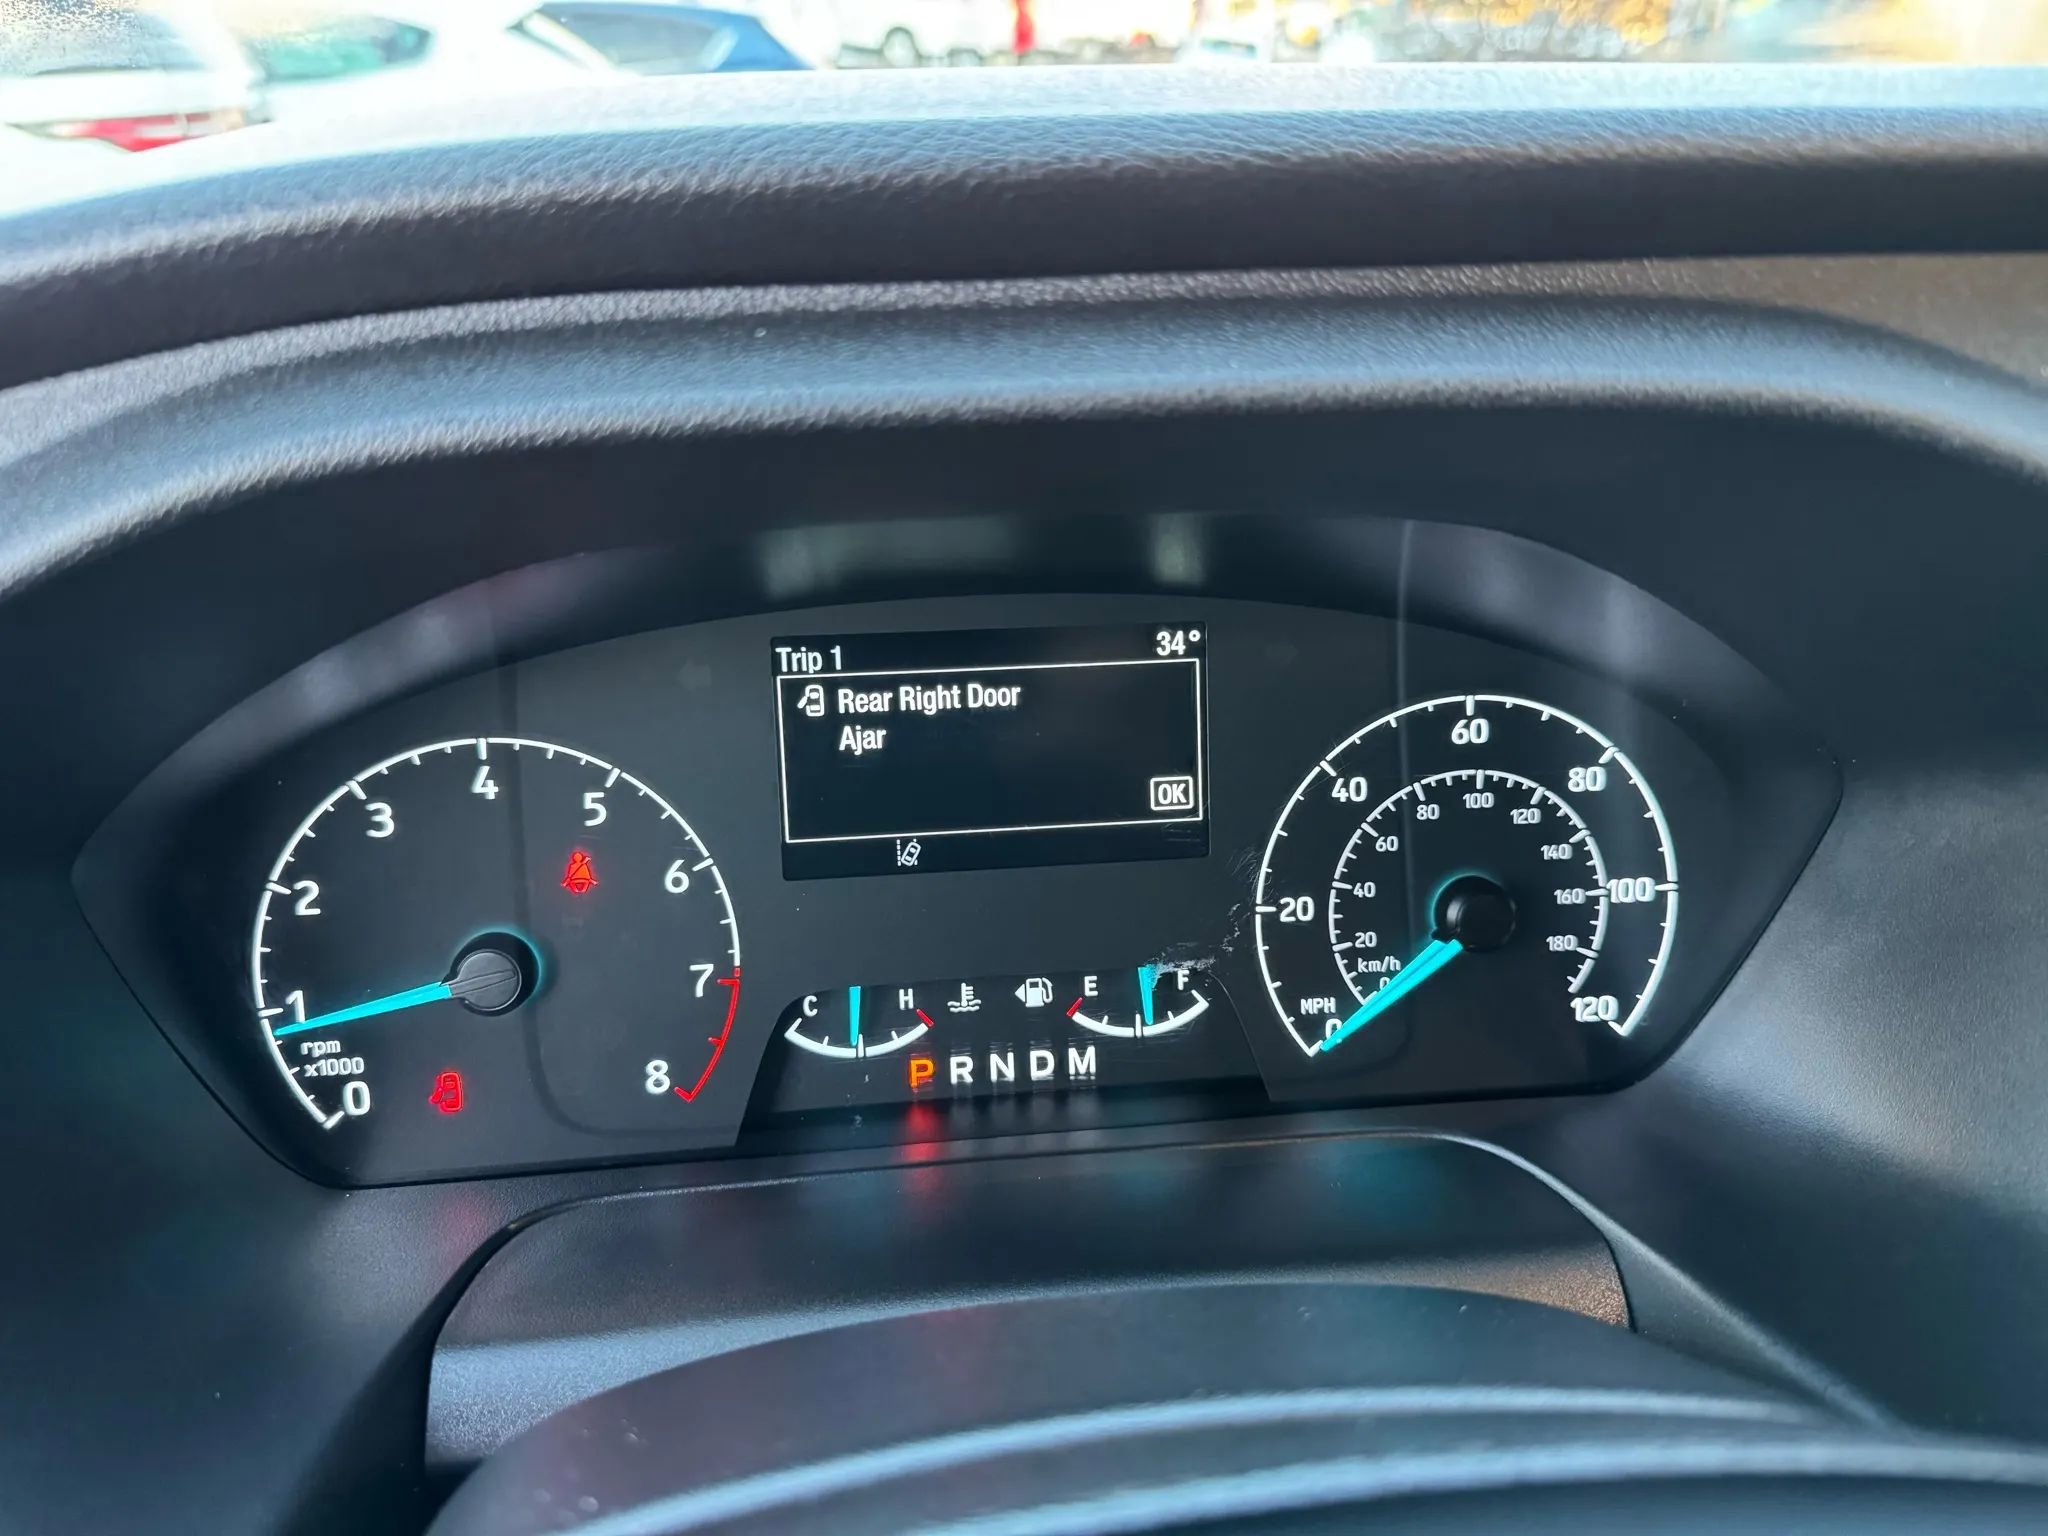 Trip 1 34°
Rear Right Door
Ajar
OK
0 1 2 3 4 5 6 7 8
rpm
x1000
C H
E F
P R N D M
0 20 40 60 80 100 120
MPH
0 20 40 60 80 100 120 140 160 180
km/h